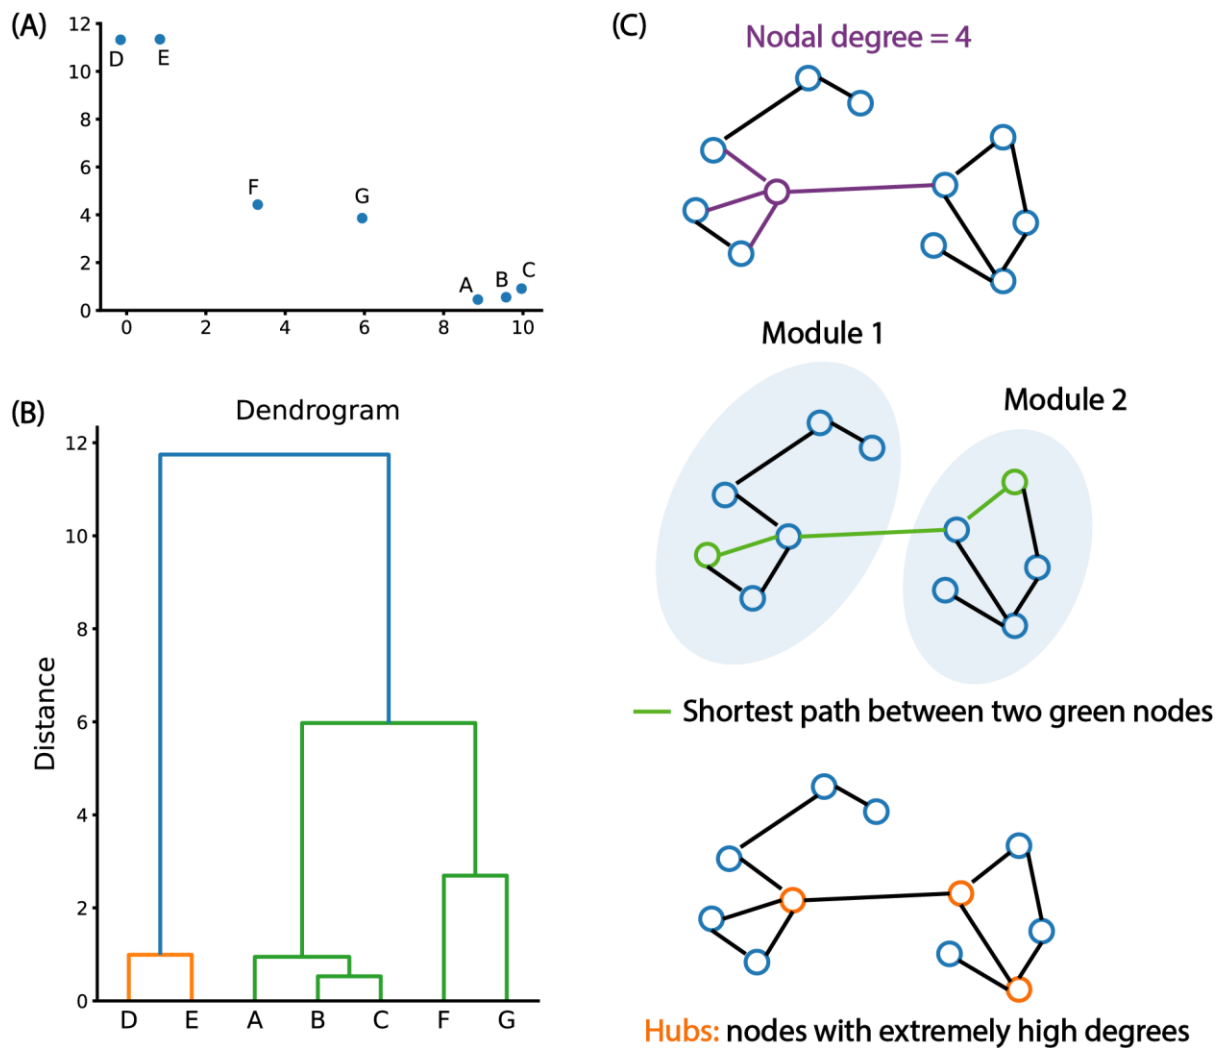 (A)
12
10
8
6
4
2
0
D
E
F
G
A
B
C
0 2 4 6 8 10
(B)
Dendrogram
Distance
12
10
8
6
4
2
0
D E A B C F G
(C)
Nodal degree = 4
Module 1
Module 2
Shortest path between two green nodes
Hubs: nodes with extremely high degrees